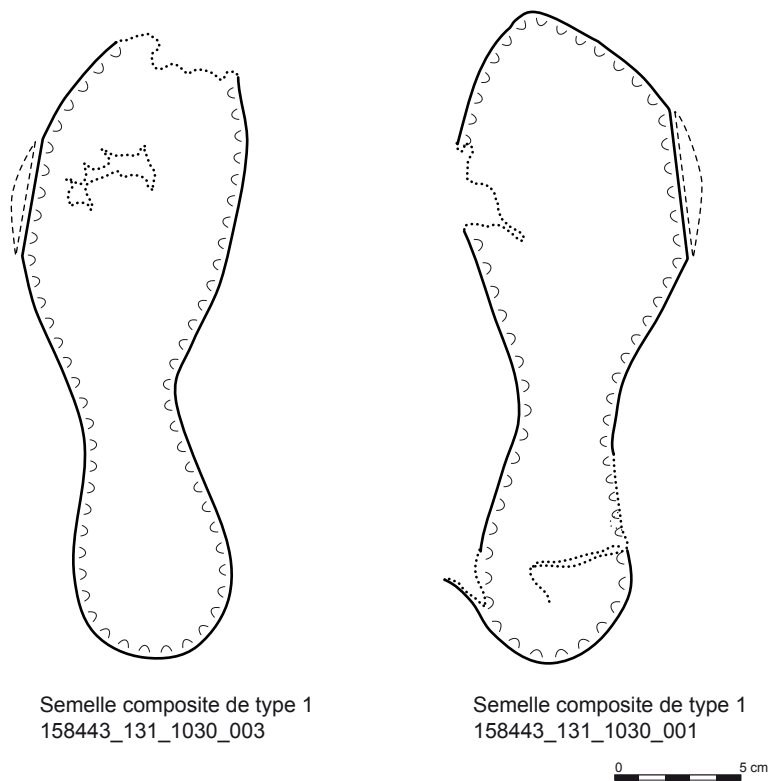 Semelle composite de type 1
158443_131_1030_003
Semelle composite de type 1
158443_131_1030_001
0 5 cm